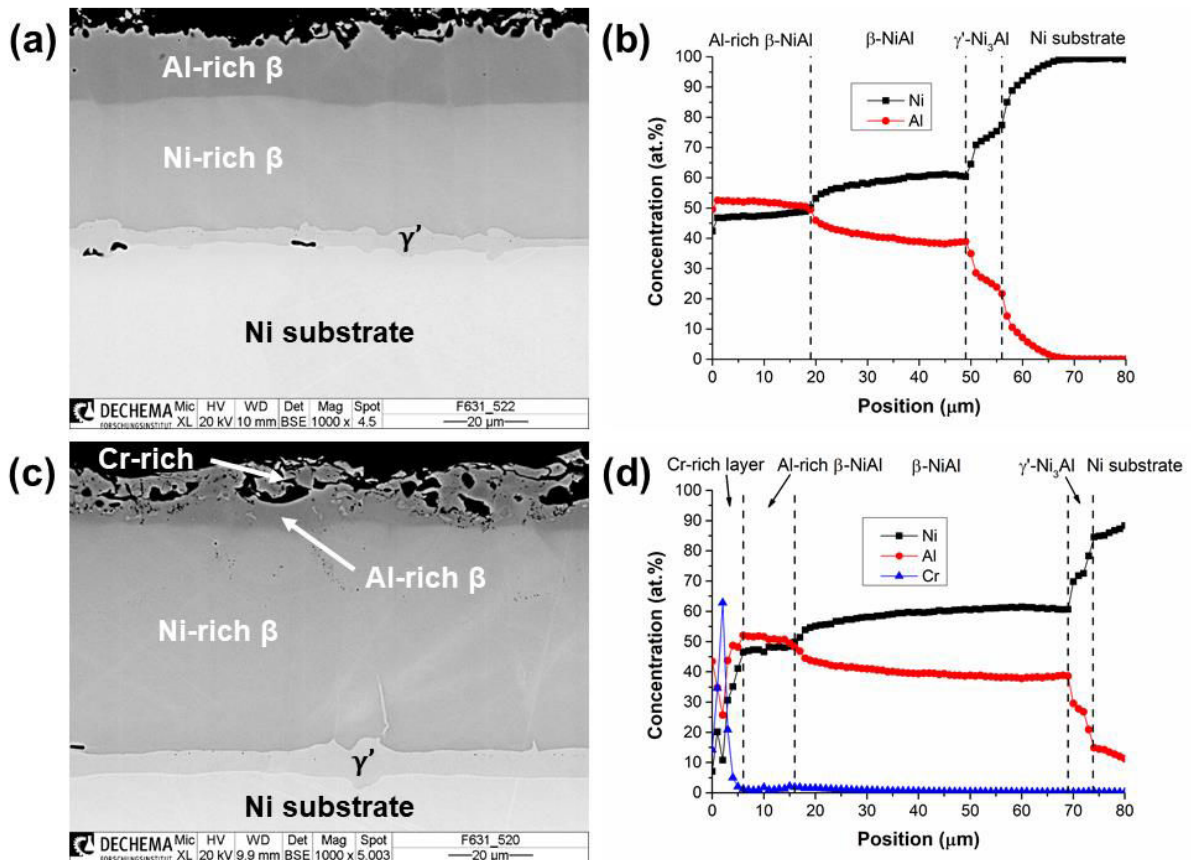 (a)
Al-rich β
Ni-rich β
γ'
Ni substrate
DECHEMA
FORSCHUNGSINSTITUT
Mic HV WD Det Mag Spot F631_522
XL 20 kV 10 mm BSE 1000 x 4.5 20 µm
(b)
Al-rich β-NiAl β-NiAl γ'-Ni₃Al Ni substrate
Concentration (at.%)
100
90
80
70
60
50
40
30
20
10
0
Ni
Al
0 10 20 30 40 50 60 70 80
Position (µm)
(c)
Cr-rich
Al-rich β
Ni-rich β
γ'
Ni substrate
DECHEMA
FORSCHUNGSINSTITUT
Mic HV WD Det Mag Spot F631_520
XL 20 kV 9.9 mm BSE 1000 x 5.003 20 µm
(d)
Cr-rich layer Al-rich β-NiAl β-NiAl γ'-Ni₃Al Ni substrate
Concentration (at.%)
100
90
80
70
60
50
40
30
20
10
0
Ni
Al
Cr
0 10 20 30 40 50 60 70 80
Position (µm)